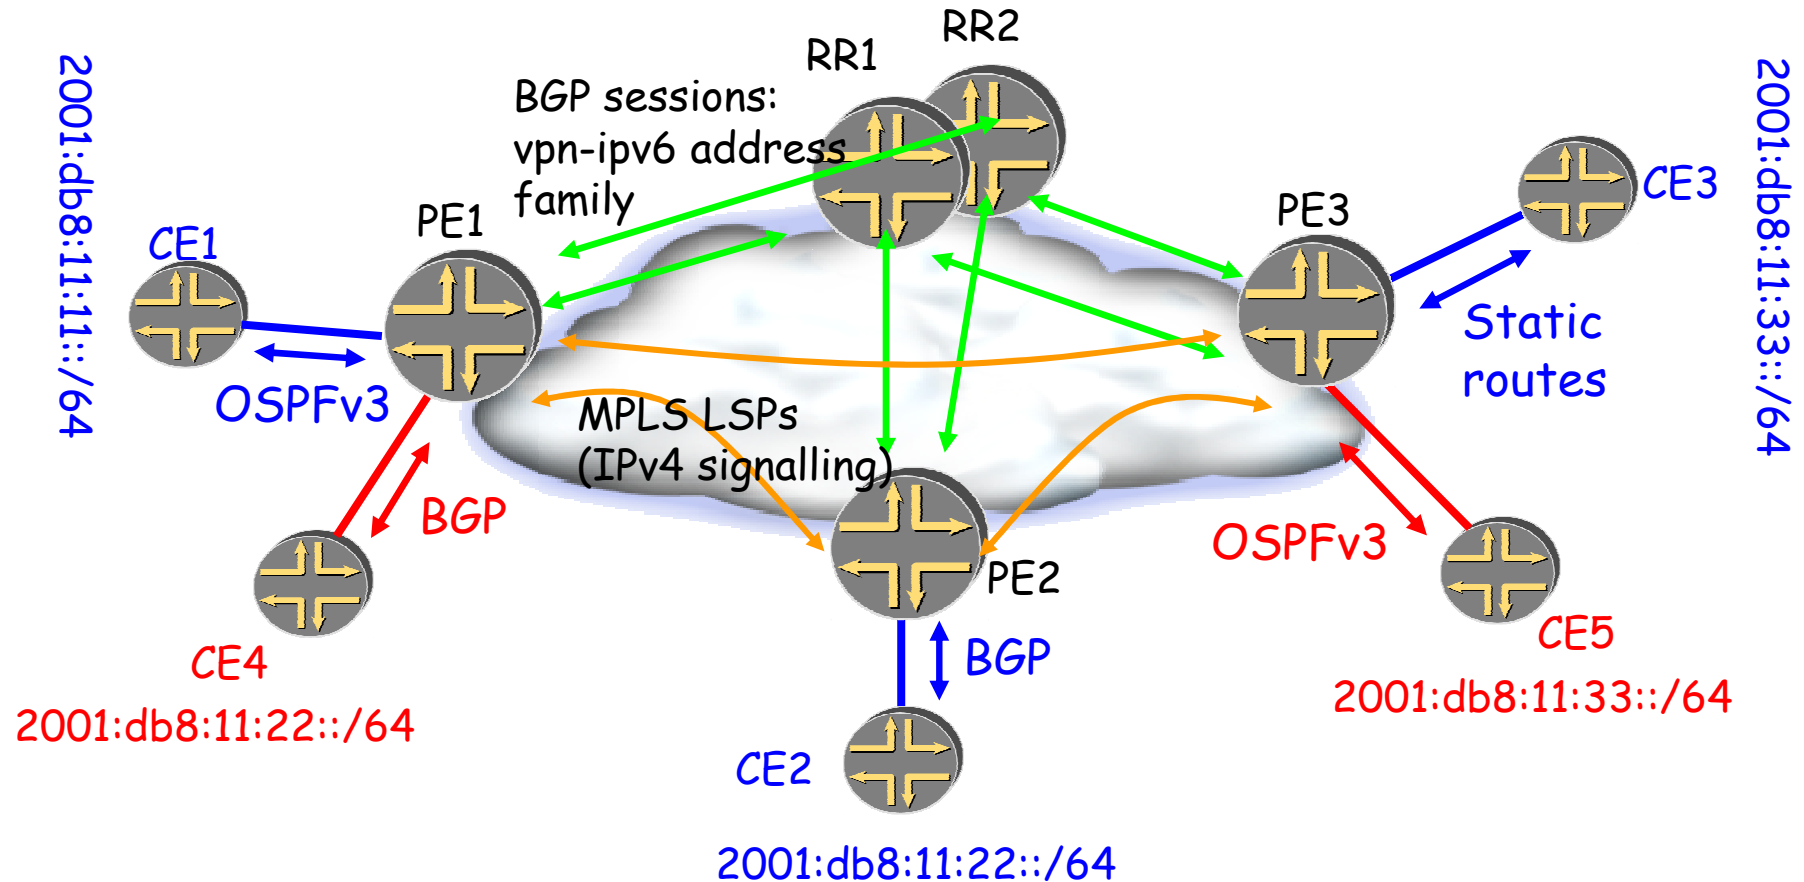 RR2
RR1
BGP sessions:
vpn-ipv6 address
family
PE1
PE3
CE1
CE3
2001:db8:11:11::/64
2001:db8:11:33::/64
OSPFv3
Static
routes
MPLS LSPs
(IPv4 signalling)
BGP
OSPFv3
PE2
CE4
BGP
CE5
2001:db8:11:22::/64
2001:db8:11:33::/64
CE2
2001:db8:11:22::/64